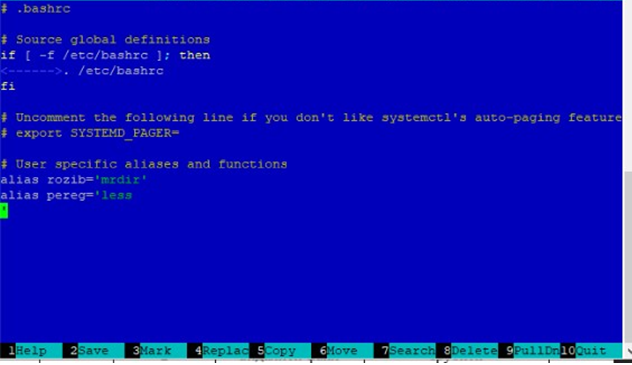 # .bashrc
# Source global definitions
if [ -f /etc/bashrc ]; then
<------>. /etc/bashrc
fi
# Uncomment the following line if you don't like systemctl's auto-paging feature
# export SYSTEMD_PAGER=
# User specific aliases and functions
alias rozib='mrdir'
alias pereg='less
'
1Help 2Save 3Mark 4Replac 5Copy 6Move 7Search 8Delete 9PullDn 10Quit